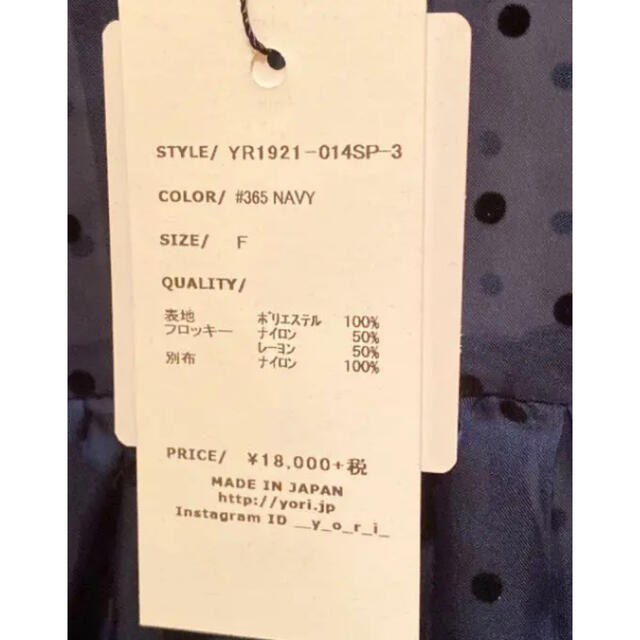 STYLE/ YR1921-014SP-3
COLOR/ #365 NAVY
SIZE/ F
QUALITY/
表地 ﾎﾟﾘｴｽﾃﾙ 100%
フロッキー ﾅｲﾛﾝ 50%
ﾚｰﾖﾝ 50%
別布 ﾅｲﾛﾝ 100%
PRICE/ ¥18,000+税
MADE IN JAPAN
http://yori.jp
Instagram ID __y_o_r_i_